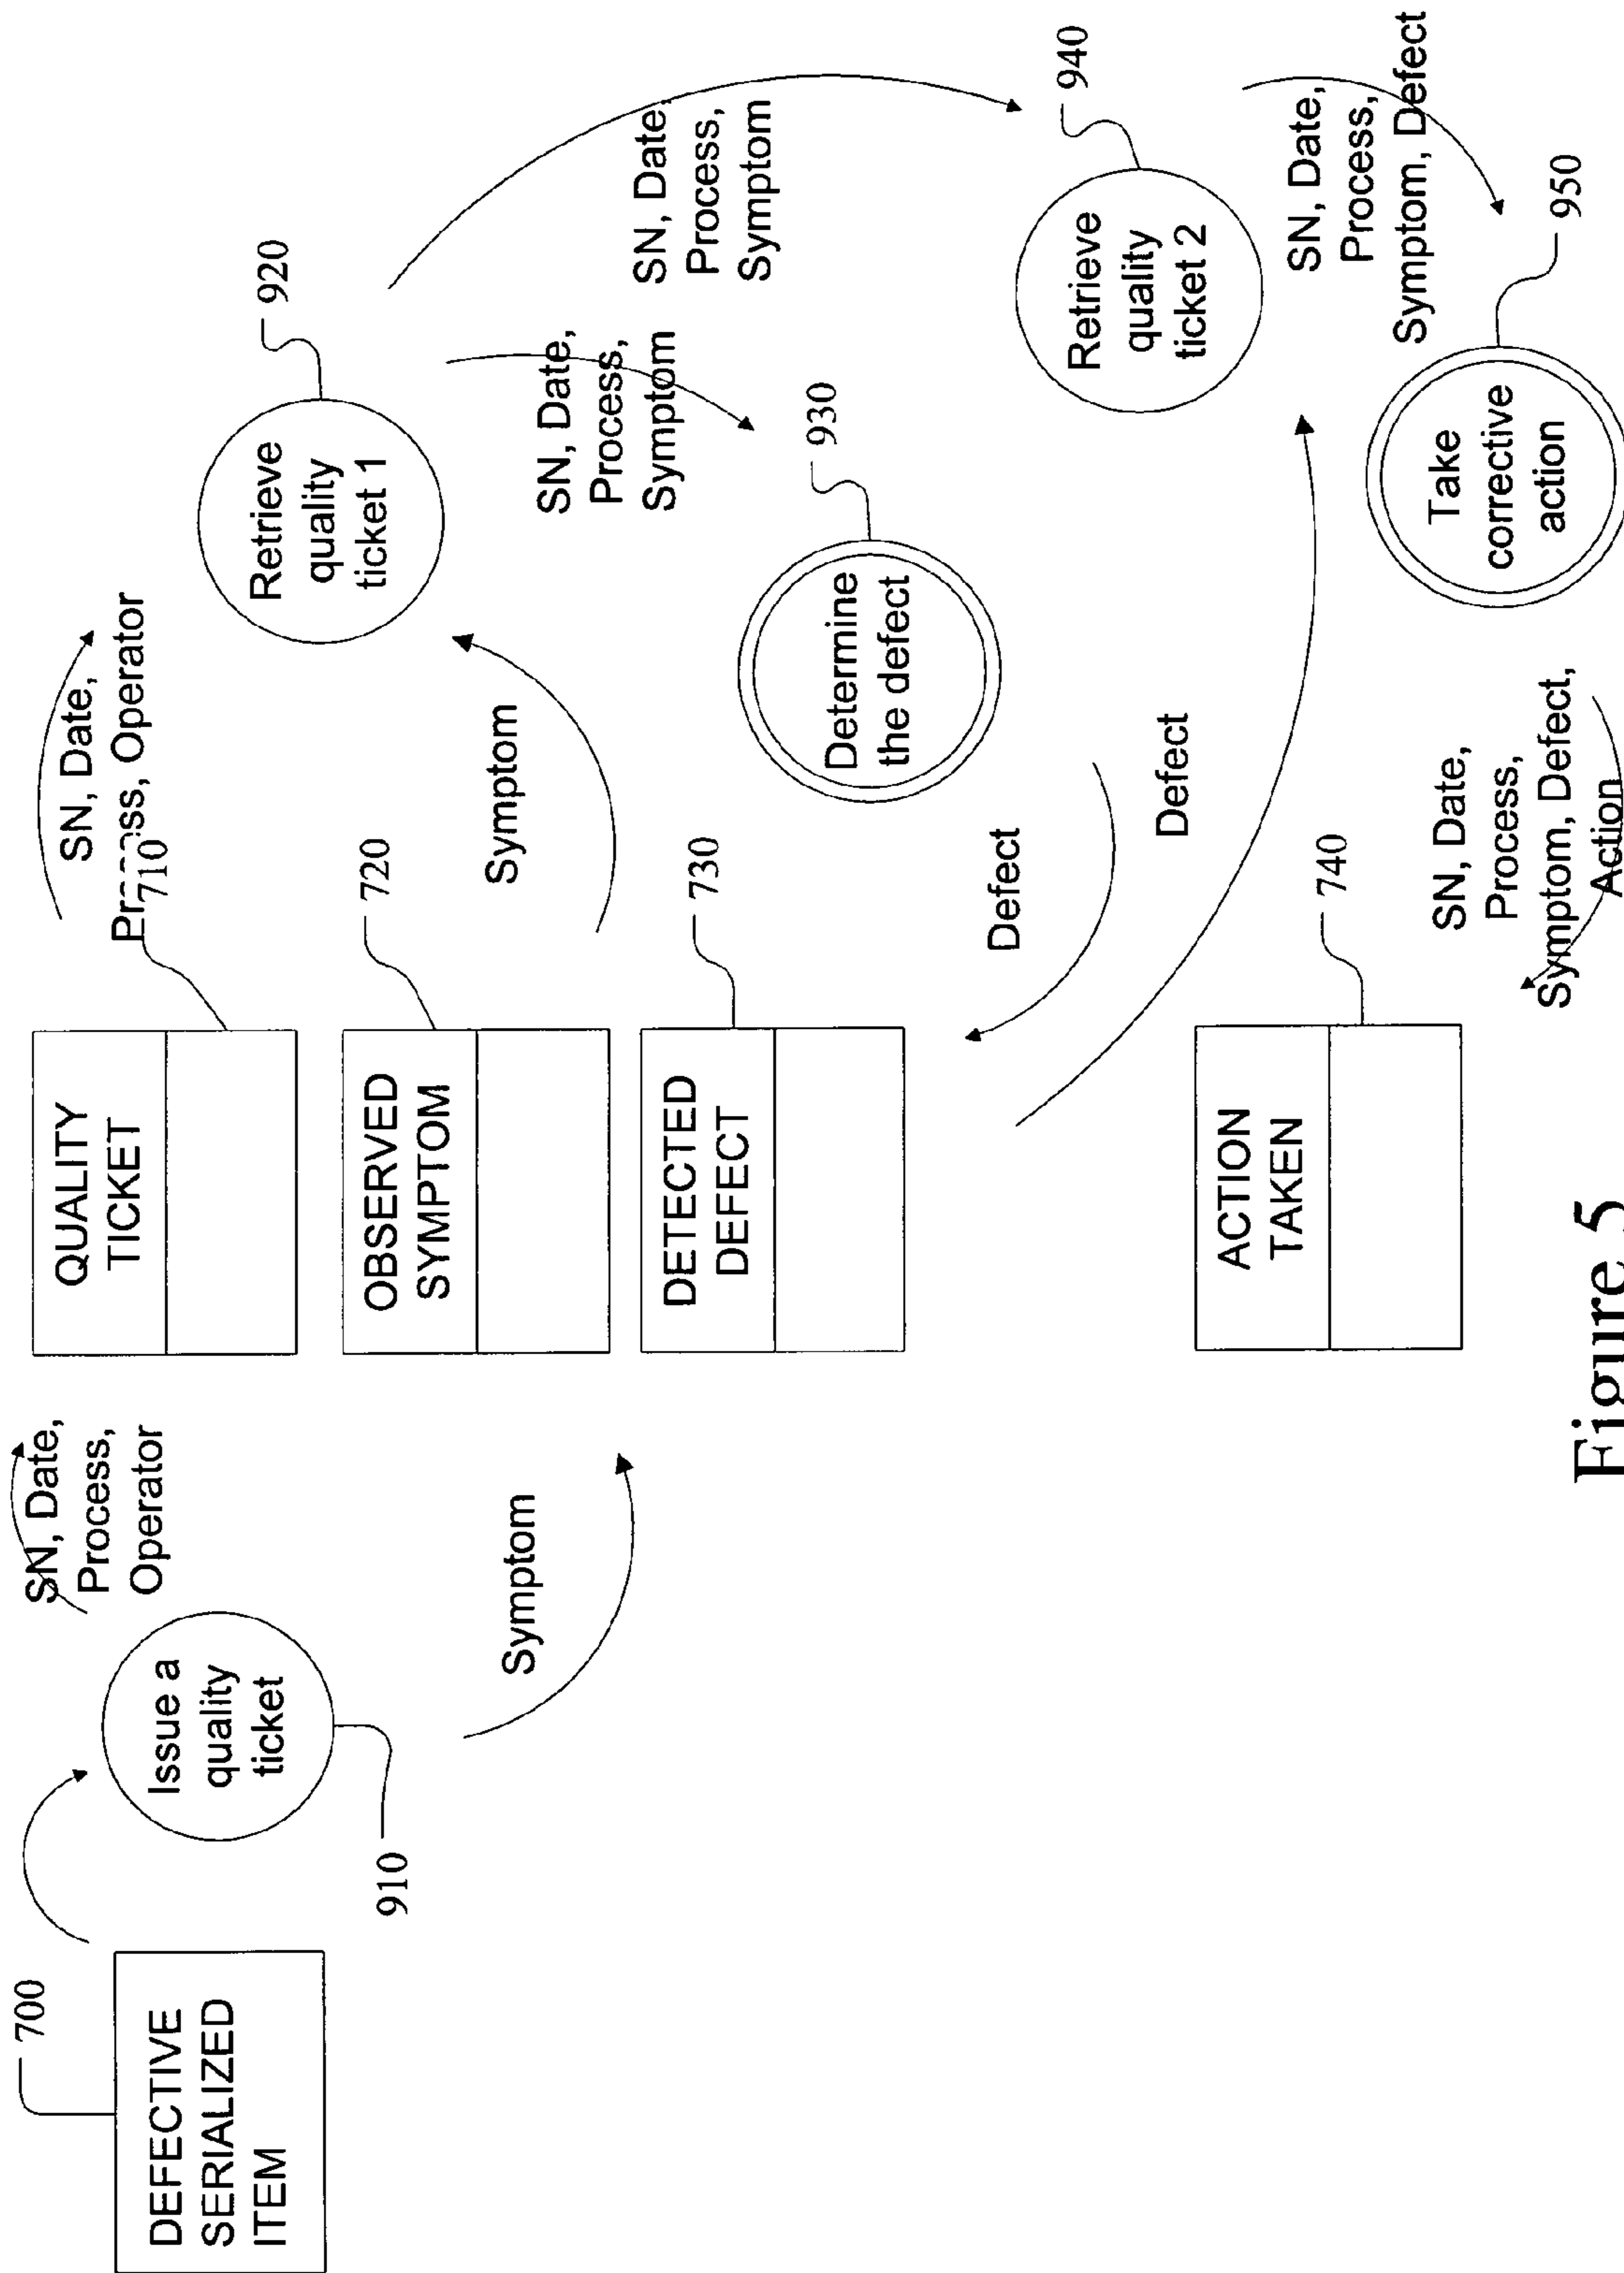 700
DEFECTIVE
SERIALIZED
ITEM
Issue a
quality
ticket
910
SN, Date,
Process,
Operator
Symptom
QUALITY
TICKET
710
OBSERVED
SYMPTOM
720
DETECTED
DEFECT
730
ACTION
TAKEN
740
SN, Date,
Process, Operator
Symptom
Retrieve
quality
ticket 1
920
SN, Date,
Process,
Symptom
Determine
the defect
930
Defect
Defect
SN, Date,
Process,
Symptom
Retrieve
quality
ticket 2
940
SN, Date,
Process,
Symptom, Defect
Take
corrective
action
950
SN, Date,
Process,
Symptom, Defect,
Action
Figure 5